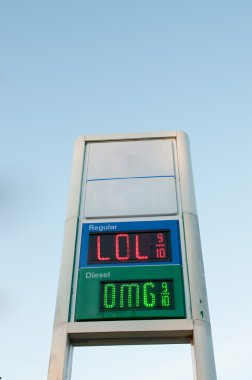 Regular
LOL 9/10
Diesel
OMG 9/10